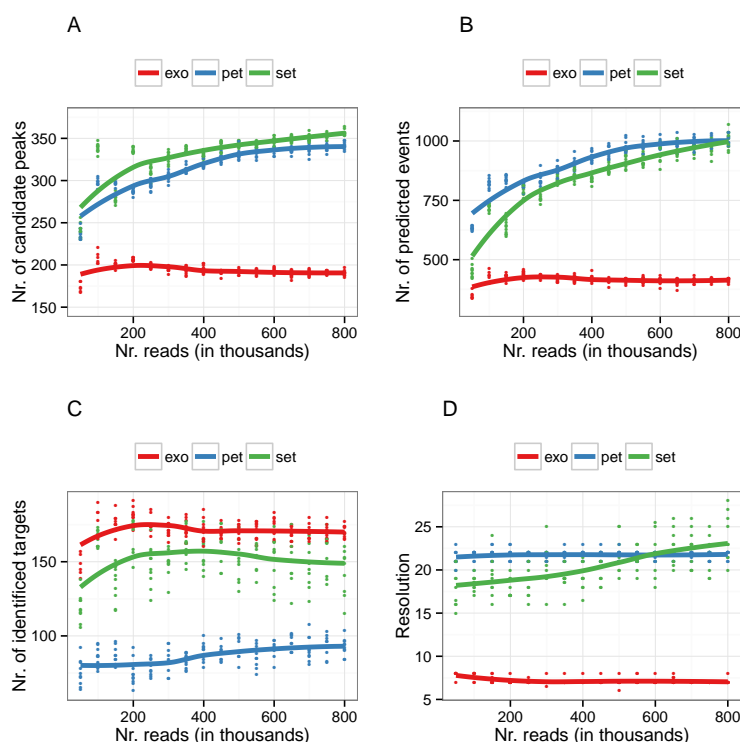 A
exo pet set
Nr. of candidate peaks
350
300
250
200
150
200 400 600 800
Nr. reads (in thousands)
B
exo pet set
Nr. of predicted events
1000
750
500
200 400 600 800
Nr. reads (in thousands)
C
exo pet set
Nr. of identificed targets
150
100
200 400 600 800
Nr. reads (in thousands)
D
exo pet set
Resolution
25
20
15
10
5
200 400 600 800
Nr. reads (in thousands)